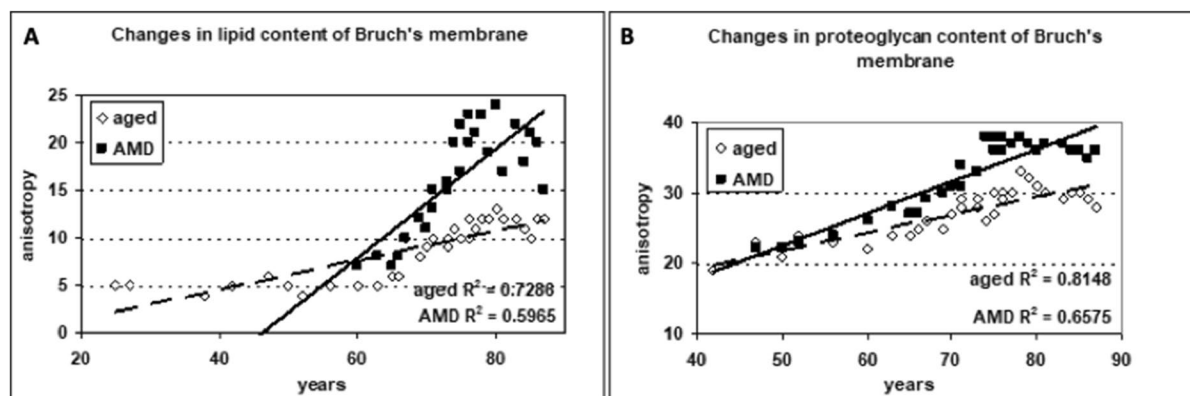 A
Changes in lipid content of Bruch's membrane
25
20
15
10
5
0
anisotropy
aged
AMD
aged R² = 0.7286
AMD R² = 0.5965
20
40
60
80
years
B
Changes in proteoglycan content of Bruch's
membrane
40
30
20
10
anisotropy
aged
AMD
aged R² = 0.8148
AMD R² = 0.6575
40
50
60
70
80
90
years